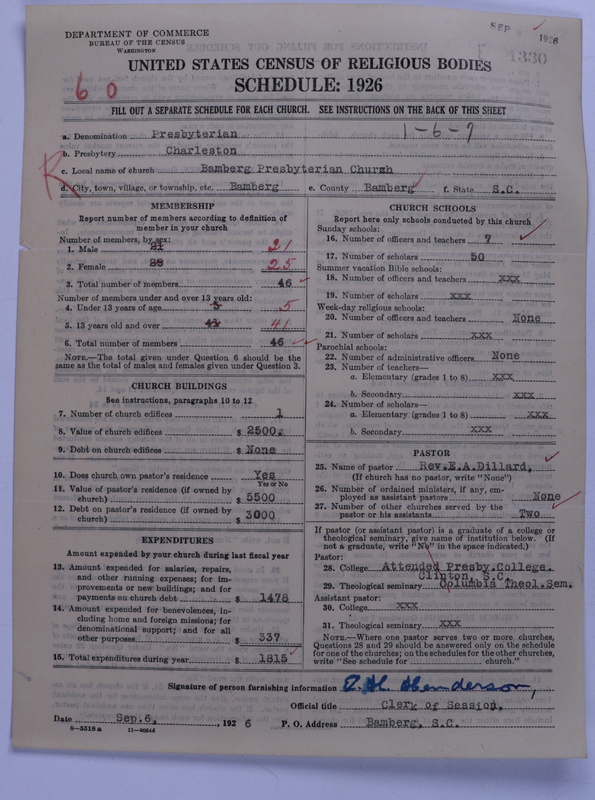 DEPARTMENT OF COMMERCE
BUREAU OF THE CENSUS
WASHINGTON
SEP 1926
1330
UNITED STATES CENSUS OF RELIGIOUS BODIES
SCHEDULE: 1926
6 0
FILL OUT A SEPARATE SCHEDULE FOR EACH CHURCH. SEE INSTRUCTIONS ON THE BACK OF THIS SHEET
1-6-7
a. Denomination Presbyterian
b. Presbytery Charleston
c. Local name of church Bamberg Presbyterian Church
R
d. City, town, village, or township, etc. Bamberg e. County Bamberg f. State S.C.
MEMBERSHIP
Report number of members according to definition of
member in your church
Number of members, by sex:
1. Male 21 21
2. Female 25
3. Total number of members 46
Number of members under and over 13 years old:
4. Under 13 years of age 5 5
5. 13 years old and over 41 41
6. Total number of members 46
NOTE.—The total given under Question 6 should be
same as the total of males and females given under Question 3.
CHURCH BUILDINGS
See instructions, paragraphs 10 to 12
7. Number of church edifices 1
8. Value of church edifices $ 2500.
9. Debt on church edifices $ None
10. Does church own pastor's residence Yes
Yes or No
11. Value of pastor's residence (if owned by
church) $ 5500
12. Debt on pastor's residence (if owned by
church) $ 3000
EXPENDITURES
Amount expended by your church during last fiscal year
13. Amount expended for salaries, repairs,
and other running expenses; for im-
provements or new buildings; and for
payments on church debt $ 1478
14. Amount expended for benevolences, in-
cluding home and foreign missions; for
denominational support; and for all
other purposes $ 337
15. Total expenditures during year $ 1815
CHURCH SCHOOLS
Report here only schools conducted by this church
Sunday schools:
16. Number of officers and teachers 7
17. Number of scholars 50
Summer vacation Bible schools:
18. Number of officers and teachers xxx
19. Number of scholars xxx
Week-day religious schools:
20. Number of officers and teachers None
21. Number of scholars xxx
Parochial schools:
22. Number of administrative officers None
23. Number of teachers—
a. Elementary (grades 1 to 8) xxx
b. Secondary xxx
24. Number of scholars—
a. Elementary (grades 1 to 8) xxx
b. Secondary xxx
PASTOR
25. Name of pastor Rev.E.A.Dillard,
(If church has no pastor, write "None")
26. Number of ordained ministers, if any, em-
ployed as assistant pastors None
27. Number of other churches served by the
pastor or his assistants Two
If pastor (or assistant pastor) is a graduate of a college or
theological seminary, give name of institution below. (If
not a graduate, write "No" in the space indicated.)
Pastor:
28. College Attended Presby.College.
Clinton, S.C.
29. Theological seminary Columbia Theol.Sem.
Assistant pastor:
30. College xxx
31. Theological seminary xxx
NOTE.—Where one pastor serves two or more churches,
Questions 28 and 29 should be answered only on the schedule
for one of the churches; on the schedules for the other churches,
write "See schedule for church."
Signature of person furnishing information E. H. Henderson,
Official title Clerk of Session,
Date Sep.6, 192 6 P. O. Address Bamberg, S.C.